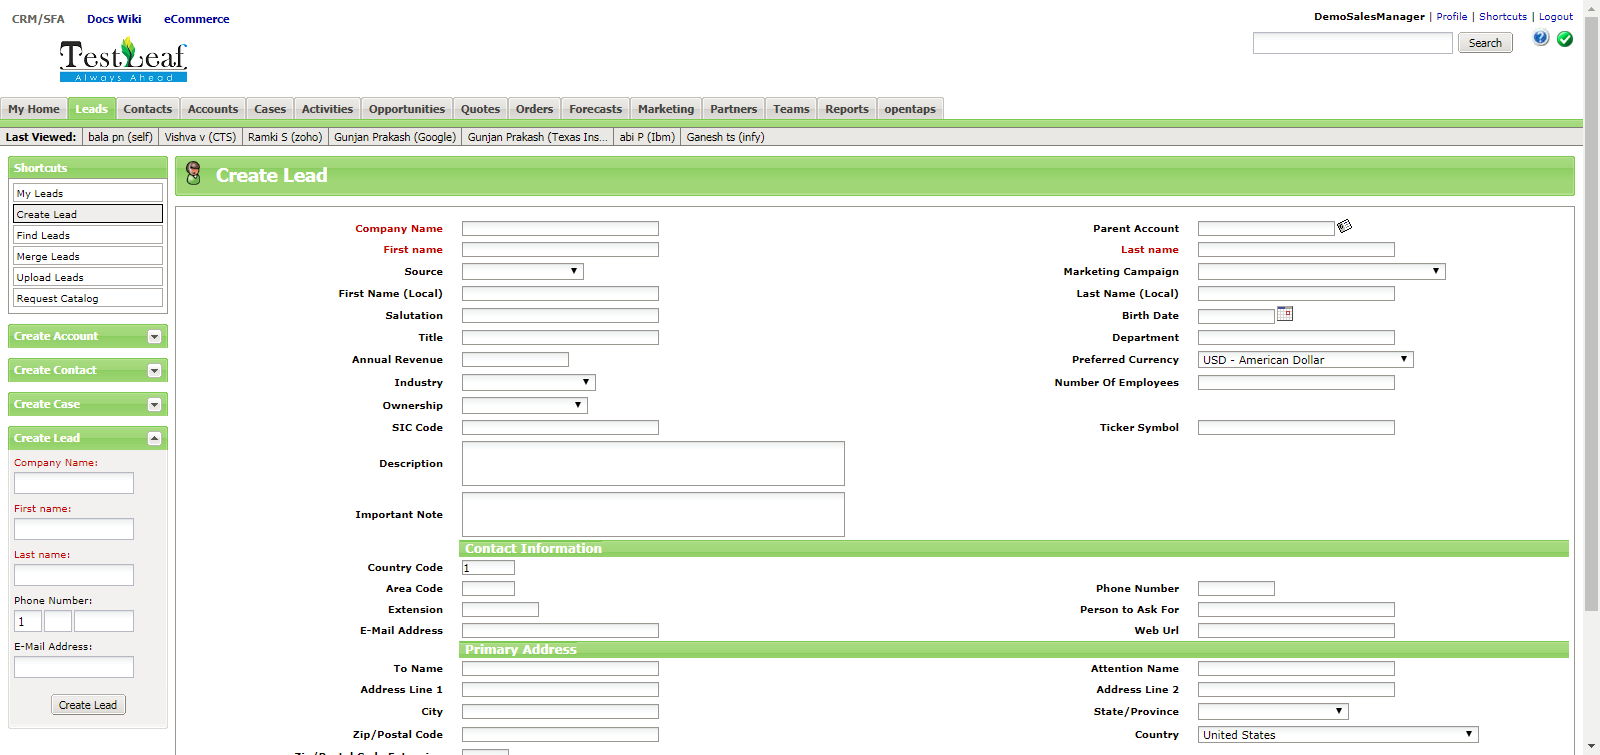 CRM/SFA Docs Wiki eCommerce
DemoSalesManager | Profile | Shortcuts | Logout
TestLeaf
Always Ahead
Search
My Home Leads Contacts Accounts Cases Activities Opportunities Quotes Orders Forecasts Marketing Partners Teams Reports opentaps
Last Viewed: bala pn (self) Vishva v (CTS) Ramki S (zoho) Gunjan Prakash (Google) Gunjan Prakash (Texas Ins... abi P (Ibm) Ganesh ts (infy)
Shortcuts
My Leads
Create Lead
Find Leads
Merge Leads
Upload Leads
Request Catalog
Create Account
Create Contact
Create Case
Create Lead
Company Name:
First name:
Last name:
Phone Number:
1
E-Mail Address:
Create Lead
Create Lead
Company Name Parent Account
First name Last name
Source Marketing Campaign
First Name (Local) Last Name (Local)
Salutation Birth Date
Title Department
Annual Revenue Preferred Currency USD - American Dollar
Industry Number Of Employees
Ownership
SIC Code Ticker Symbol
Description
Important Note
Contact Information
Country Code 1
Area Code Phone Number
Extension Person to Ask For
E-Mail Address Web Url
Primary Address
To Name Attention Name
Address Line 1 Address Line 2
City State/Province
Zip/Postal Code Country United States
Zip/Postal Code Extension